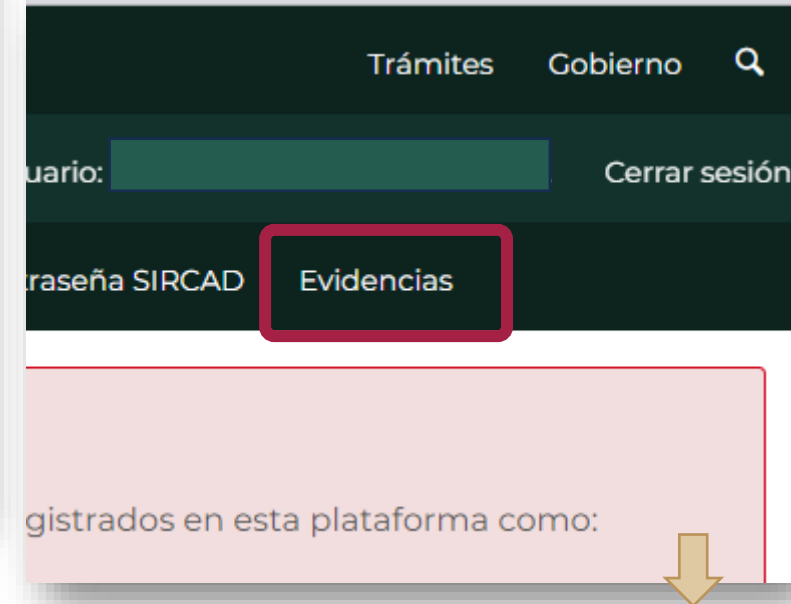 Trámites Gobierno
uario: Cerrar sesión
traseña SIRCAD Evidencias
gistrados en esta plataforma como: